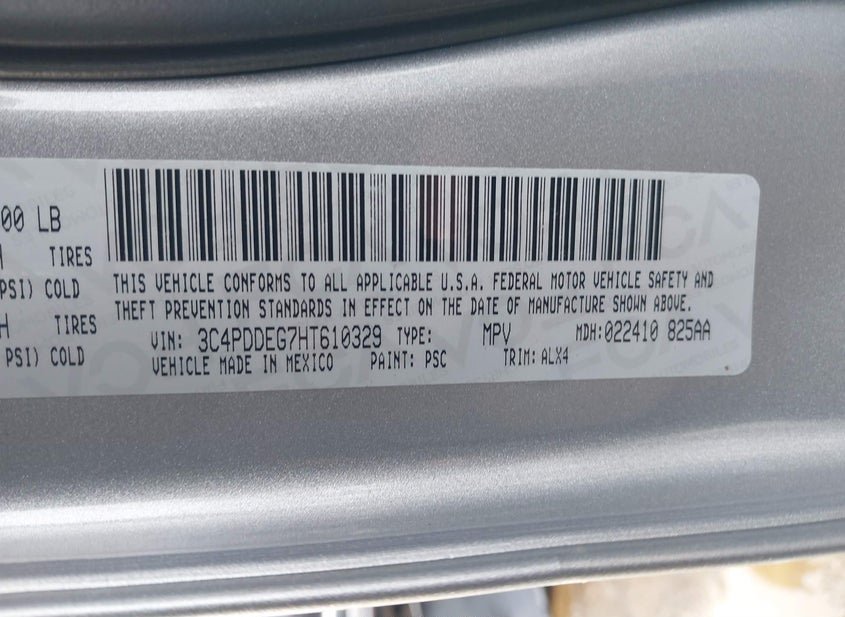 00 LB
TIRES
PSI) COLD
H TIRES
PSI) COLD
THIS VEHICLE CONFORMS TO ALL APPLICABLE U.S.A. FEDERAL MOTOR VEHICLE SAFETY AND
THEFT PREVENTION STANDARDS IN EFFECT ON THE DATE OF MANUFACTURE SHOWN ABOVE.
VIN: 3C4PDDEG7HT610329 TYPE: MPV MDH:022410 825AA
VEHICLE MADE IN MEXICO PAINT: PSC TRIM: ALX4